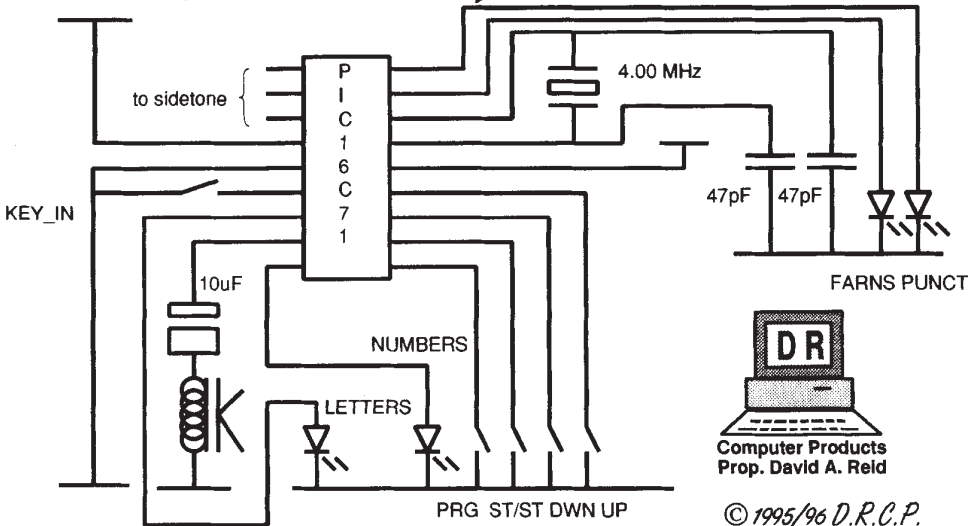 P
I
C
1
6
C
7
1
to sidetone
4.00 MHz
KEY_IN
47pF 47pF
10uF
FARNS PUNCT
NUMBERS
LETTERS
D R
Computer Products
Prop. David A. Reid
PRG ST/ST DWN UP
© 1995/96 D.R.C.P.